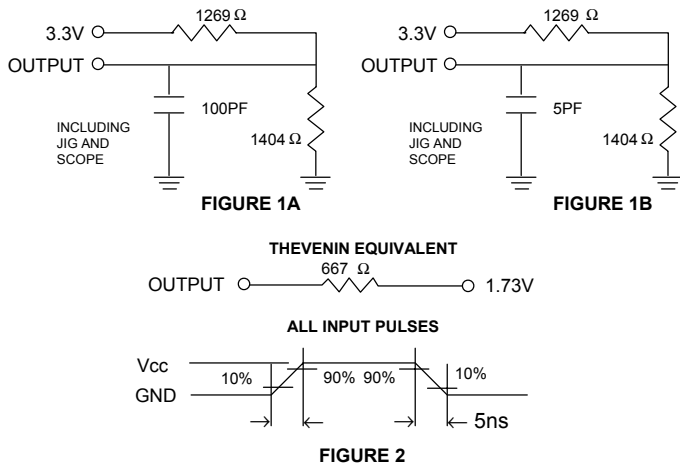 1269 Ω
3.3V
OUTPUT
100PF
INCLUDING
JIG AND
SCOPE
1404 Ω
FIGURE 1A
1269 Ω
3.3V
OUTPUT
5PF
INCLUDING
JIG AND
SCOPE
1404 Ω
FIGURE 1B
THEVENIN EQUIVALENT
667 Ω
OUTPUT 1.73V
ALL INPUT PULSES
Vcc
GND
10% 90% 90% 10%
5ns
FIGURE 2